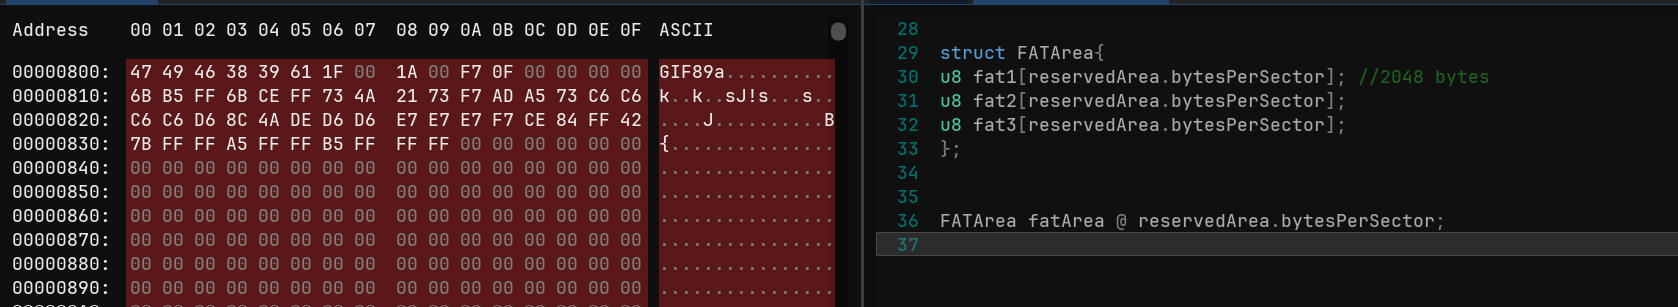 Address 00 01 02 03 04 05 06 07 08 09 0A 0B 0C 0D 0E 0F ASCII
00000800: 47 49 46 38 39 61 1F 00 1A 00 F7 0F 00 00 00 00 GIF89a..........
00000810: 6B B5 FF 6B CE FF 73 4A 21 73 F7 AD A5 73 C6 C6 k..k..sJ!s...s..
00000820: C6 C6 D6 8C 4A DE D6 D6 E7 E7 E7 F7 CE 84 FF 42 ....J..........B
00000830: 7B FF FF A5 FF FF B5 FF FF FF 00 00 00 00 00 00 {...............
00000840: 00 00 00 00 00 00 00 00 00 00 00 00 00 00 00 00 ................
00000850: 00 00 00 00 00 00 00 00 00 00 00 00 00 00 00 00 ................
00000860: 00 00 00 00 00 00 00 00 00 00 00 00 00 00 00 00 ................
00000870: 00 00 00 00 00 00 00 00 00 00 00 00 00 00 00 00 ................
00000880: 00 00 00 00 00 00 00 00 00 00 00 00 00 00 00 00 ................
00000890: 00 00 00 00 00 00 00 00 00 00 00 00 00 00 00 00 ................
28
29 struct FATArea{
30 u8 fat1[reservedArea.bytesPerSector]; //2048 bytes
31 u8 fat2[reservedArea.bytesPerSector];
32 u8 fat3[reservedArea.bytesPerSector];
33 };
34
35
36 FATArea fatArea @ reservedArea.bytesPerSector;
37